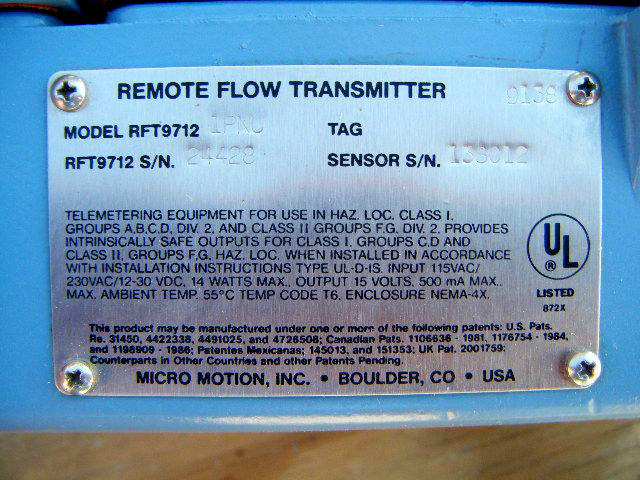 REMOTE FLOW TRANSMITTER 9138
MODEL RFT9712 1PNU TAG
RFT9712 S/N. 24428 SENSOR S/N. 133012
TELEMETERING EQUIPMENT FOR USE IN HAZ. LOC. CLASS I.
GROUPS A,B,C,D, DIV. 2, AND CLASS II GROUPS F,G, DIV. 2. PROVIDES
INTRINSICALLY SAFE OUTPUTS FOR CLASS I. GROUPS C,D AND
CLASS II, GROUPS F,G, HAZ. LOC. WHEN INSTALLED IN ACCORDANCE
WITH INSTALLATION INSTRUCTIONS TYPE UL-D-IS. INPUT 115VAC/
230VAC/12-30 VDC, 14 WATTS MAX., OUTPUT 15 VOLTS, 500 mA MAX.,
MAX. AMBIENT TEMP. 55°C TEMP CODE T6, ENCLOSURE NEMA-4X.
UL
®
LISTED
872X
This product may be manufactured under one or more of the following patents: U.S. Pats.
Re. 31450, 4422338, 4491025, and 4726508; Canadian Pats. 1106636 - 1981, 1176754 - 1984,
and 1198909 - 1986; Patentes Mexicanas; 145013, and 151353; UK Pat. 2001759;
Counterparts in Other Countries and other Patents Pending.
MICRO MOTION, INC. • BOULDER, CO • USA